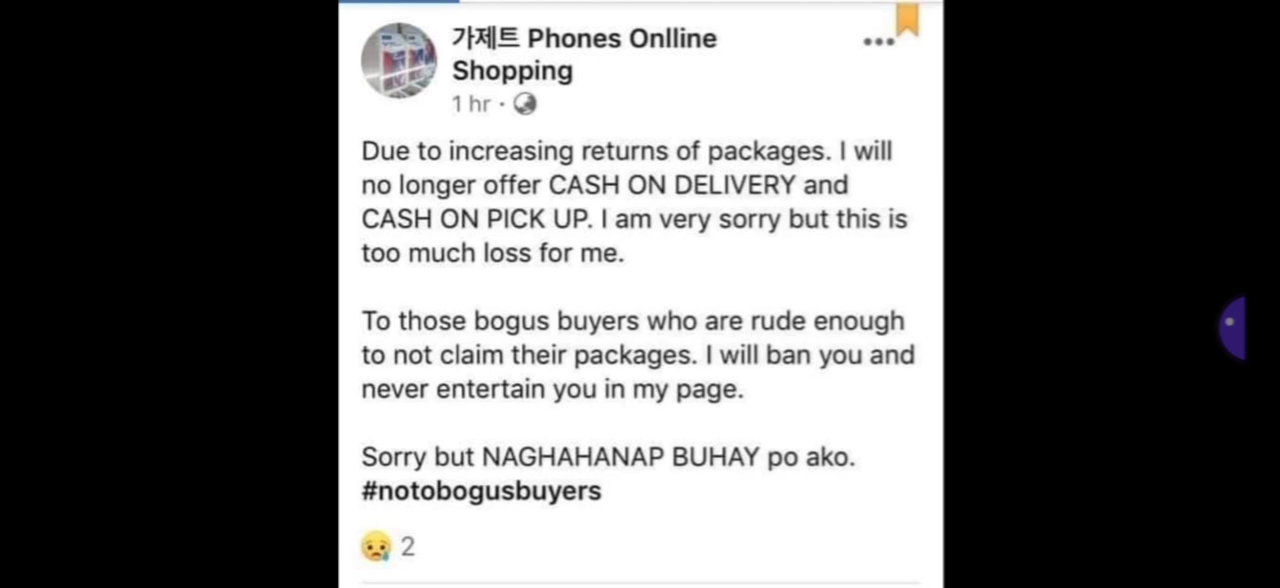 가제트 Phones Onlline
Shopping
1 hr ·
Due to increasing returns of packages. I will
no longer offer CASH ON DELIVERY and
CASH ON PICK UP. I am very sorry but this is
too much loss for me.
To those bogus buyers who are rude enough
to not claim their packages. I will ban you and
never entertain you in my page.
Sorry but NAGHAHANAP BUHAY po ako.
#notobogusbuyers
2